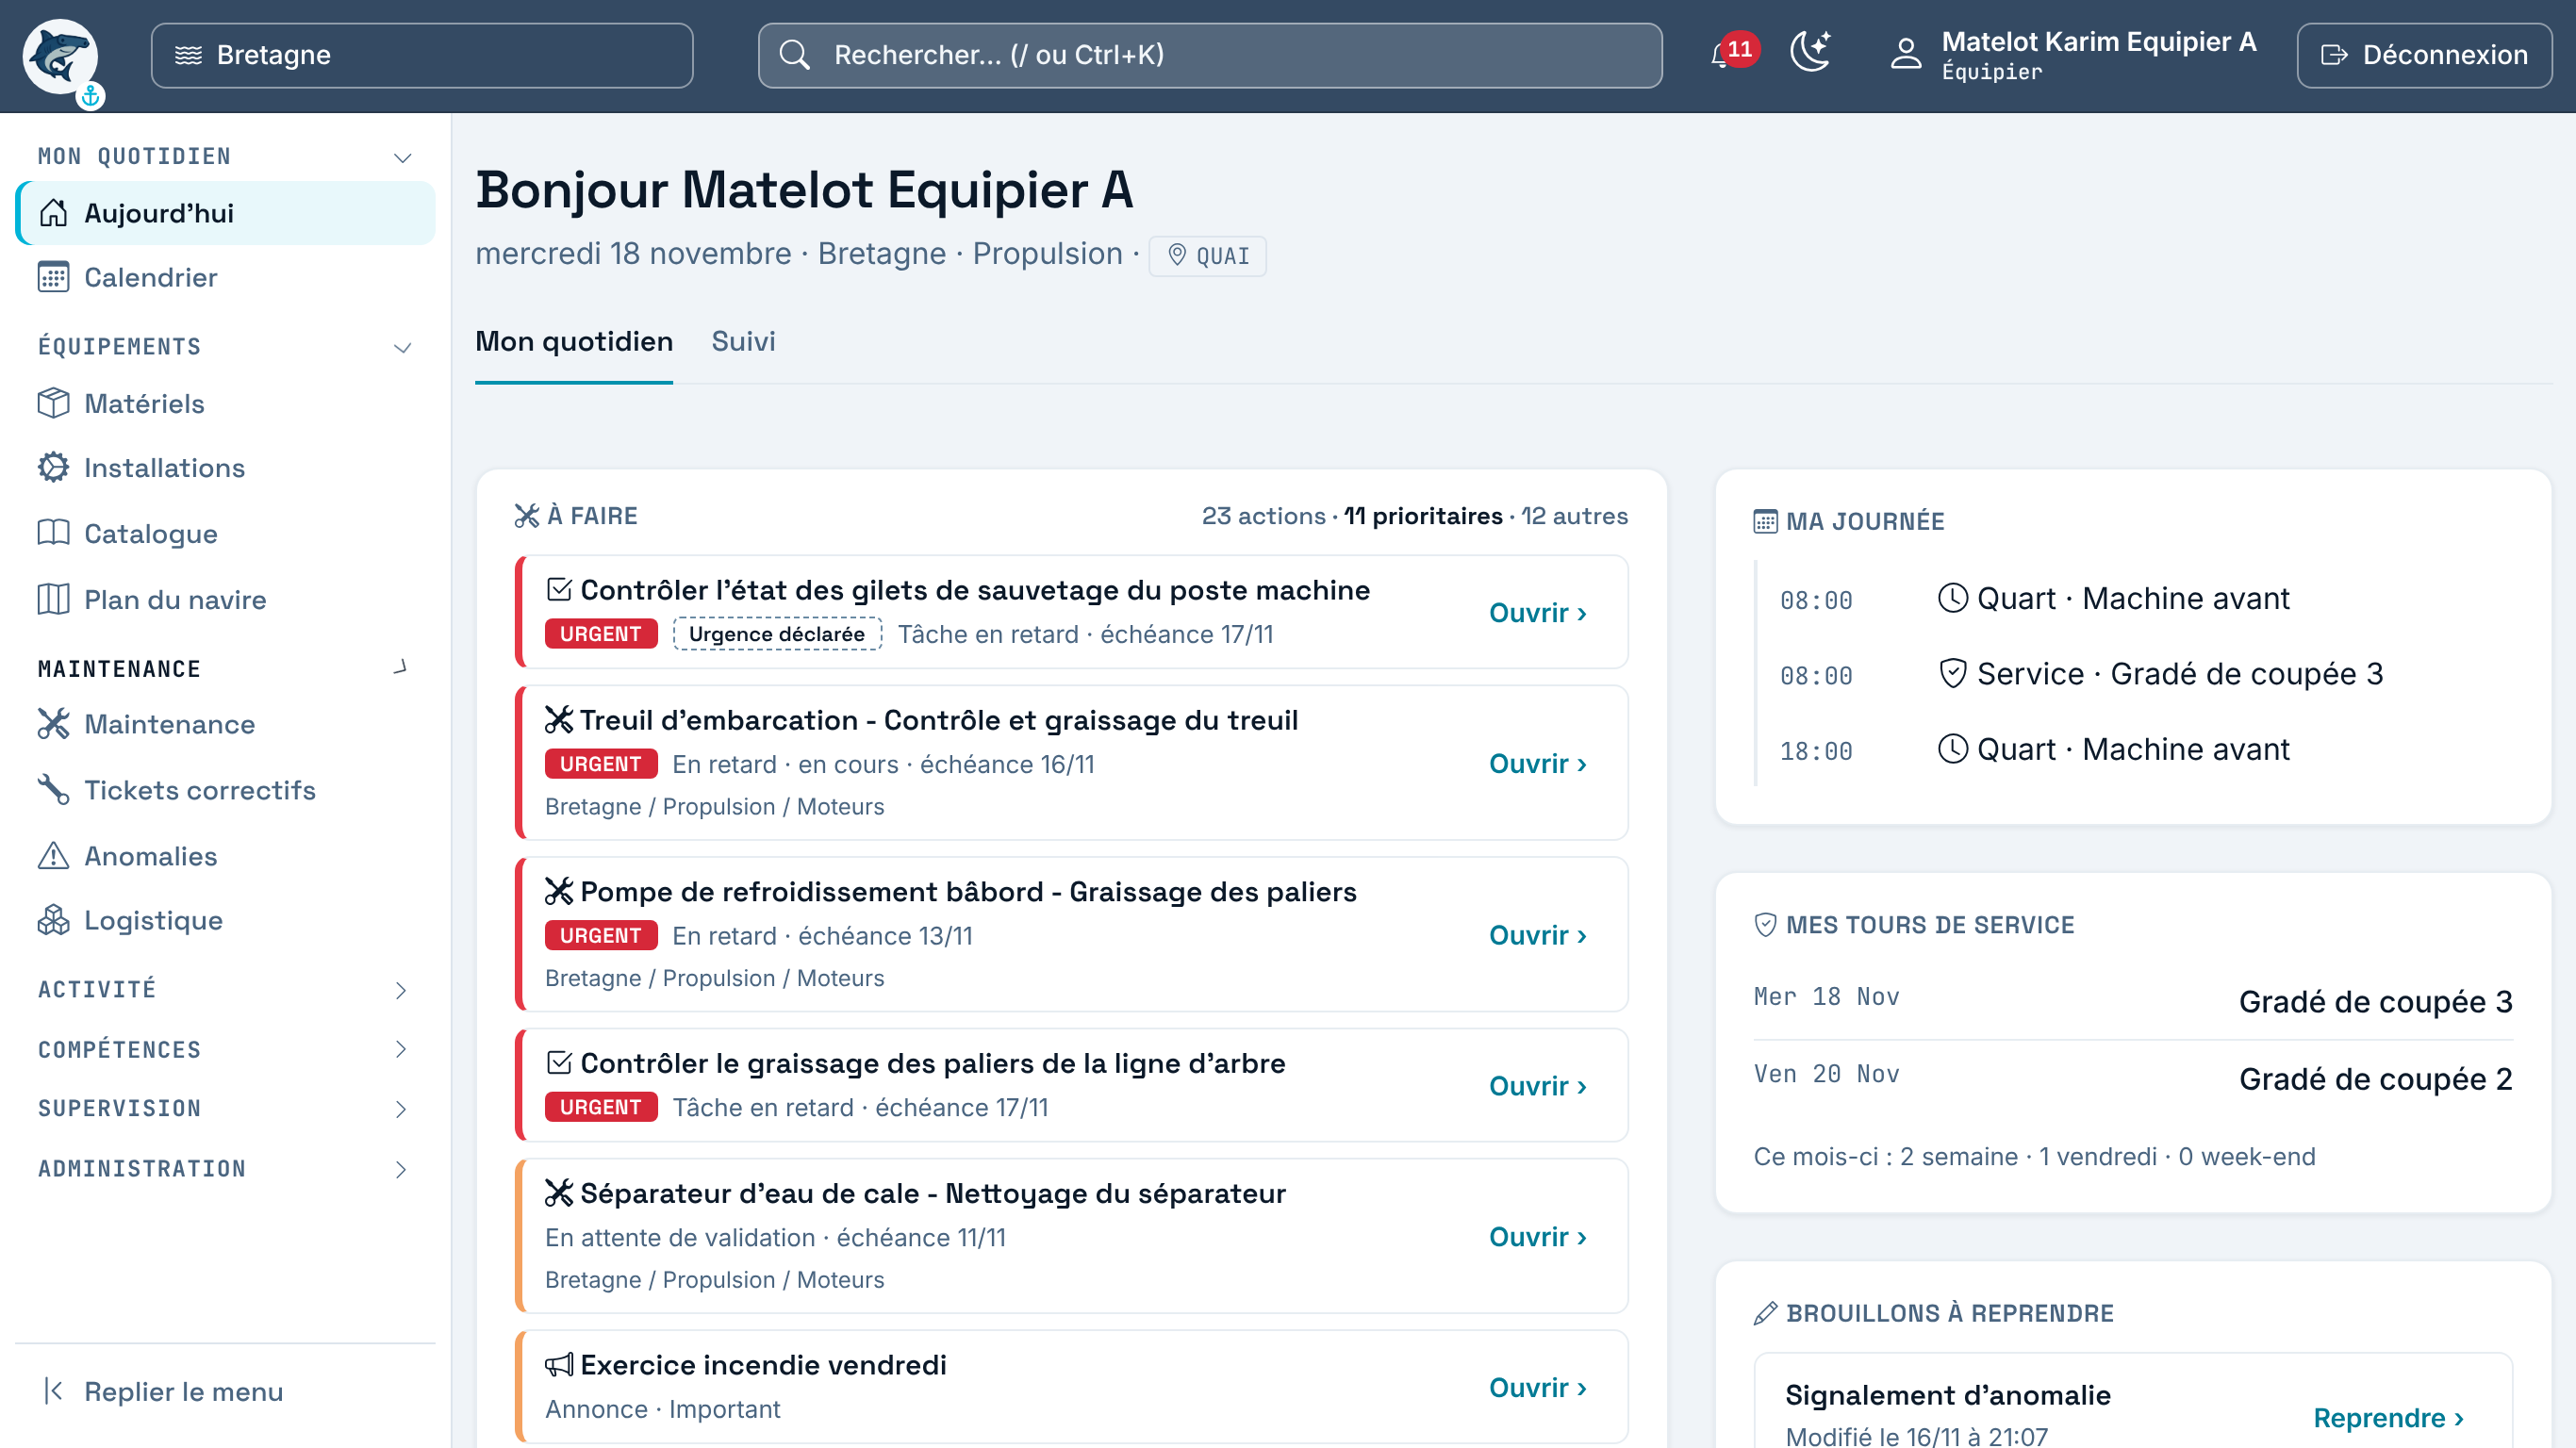 Bretagne
Rechercher... (/ ou Ctrl+K)
11
Matelot Karim Equipier A
Équipier
Déconnexion
MON QUOTIDIEN
Aujourd'hui
Calendrier
ÉQUIPEMENTS
Matériels
Installations
Catalogue
Plan du navire
MAINTENANCE
Maintenance
Tickets correctifs
Anomalies
Logistique
ACTIVITÉ
COMPÉTENCES
SUPERVISION
ADMINISTRATION
Replier le menu
Bonjour Matelot Equipier A
mercredi 18 novembre · Bretagne · Propulsion · QUAI
Mon quotidien Suivi
À FAIRE
23 actions · 11 prioritaires · 12 autres
Contrôler l'état des gilets de sauvetage du poste machine
URGENT Urgence déclarée Tâche en retard · échéance 17/11
Ouvrir ›
Treuil d'embarcation - Contrôle et graissage du treuil
URGENT En retard · en cours · échéance 16/11
Bretagne / Propulsion / Moteurs
Ouvrir ›
Pompe de refroidissement bâbord - Graissage des paliers
URGENT En retard · échéance 13/11
Bretagne / Propulsion / Moteurs
Ouvrir ›
Contrôler le graissage des paliers de la ligne d'arbre
URGENT Tâche en retard · échéance 17/11
Ouvrir ›
Séparateur d'eau de cale - Nettoyage du séparateur
En attente de validation · échéance 11/11
Bretagne / Propulsion / Moteurs
Ouvrir ›
Exercice incendie vendredi
Annonce · Important
Ouvrir ›
MA JOURNÉE
08:00 Quart · Machine avant
08:00 Service · Gradé de coupée 3
18:00 Quart · Machine avant
MES TOURS DE SERVICE
Mer 18 Nov Gradé de coupée 3
Ven 20 Nov Gradé de coupée 2
Ce mois-ci : 2 semaine · 1 vendredi · 0 week-end
BROUILLONS À REPRENDRE
Signalement d'anomalie
Modifié le 16/11 à 21:07
Reprendre ›